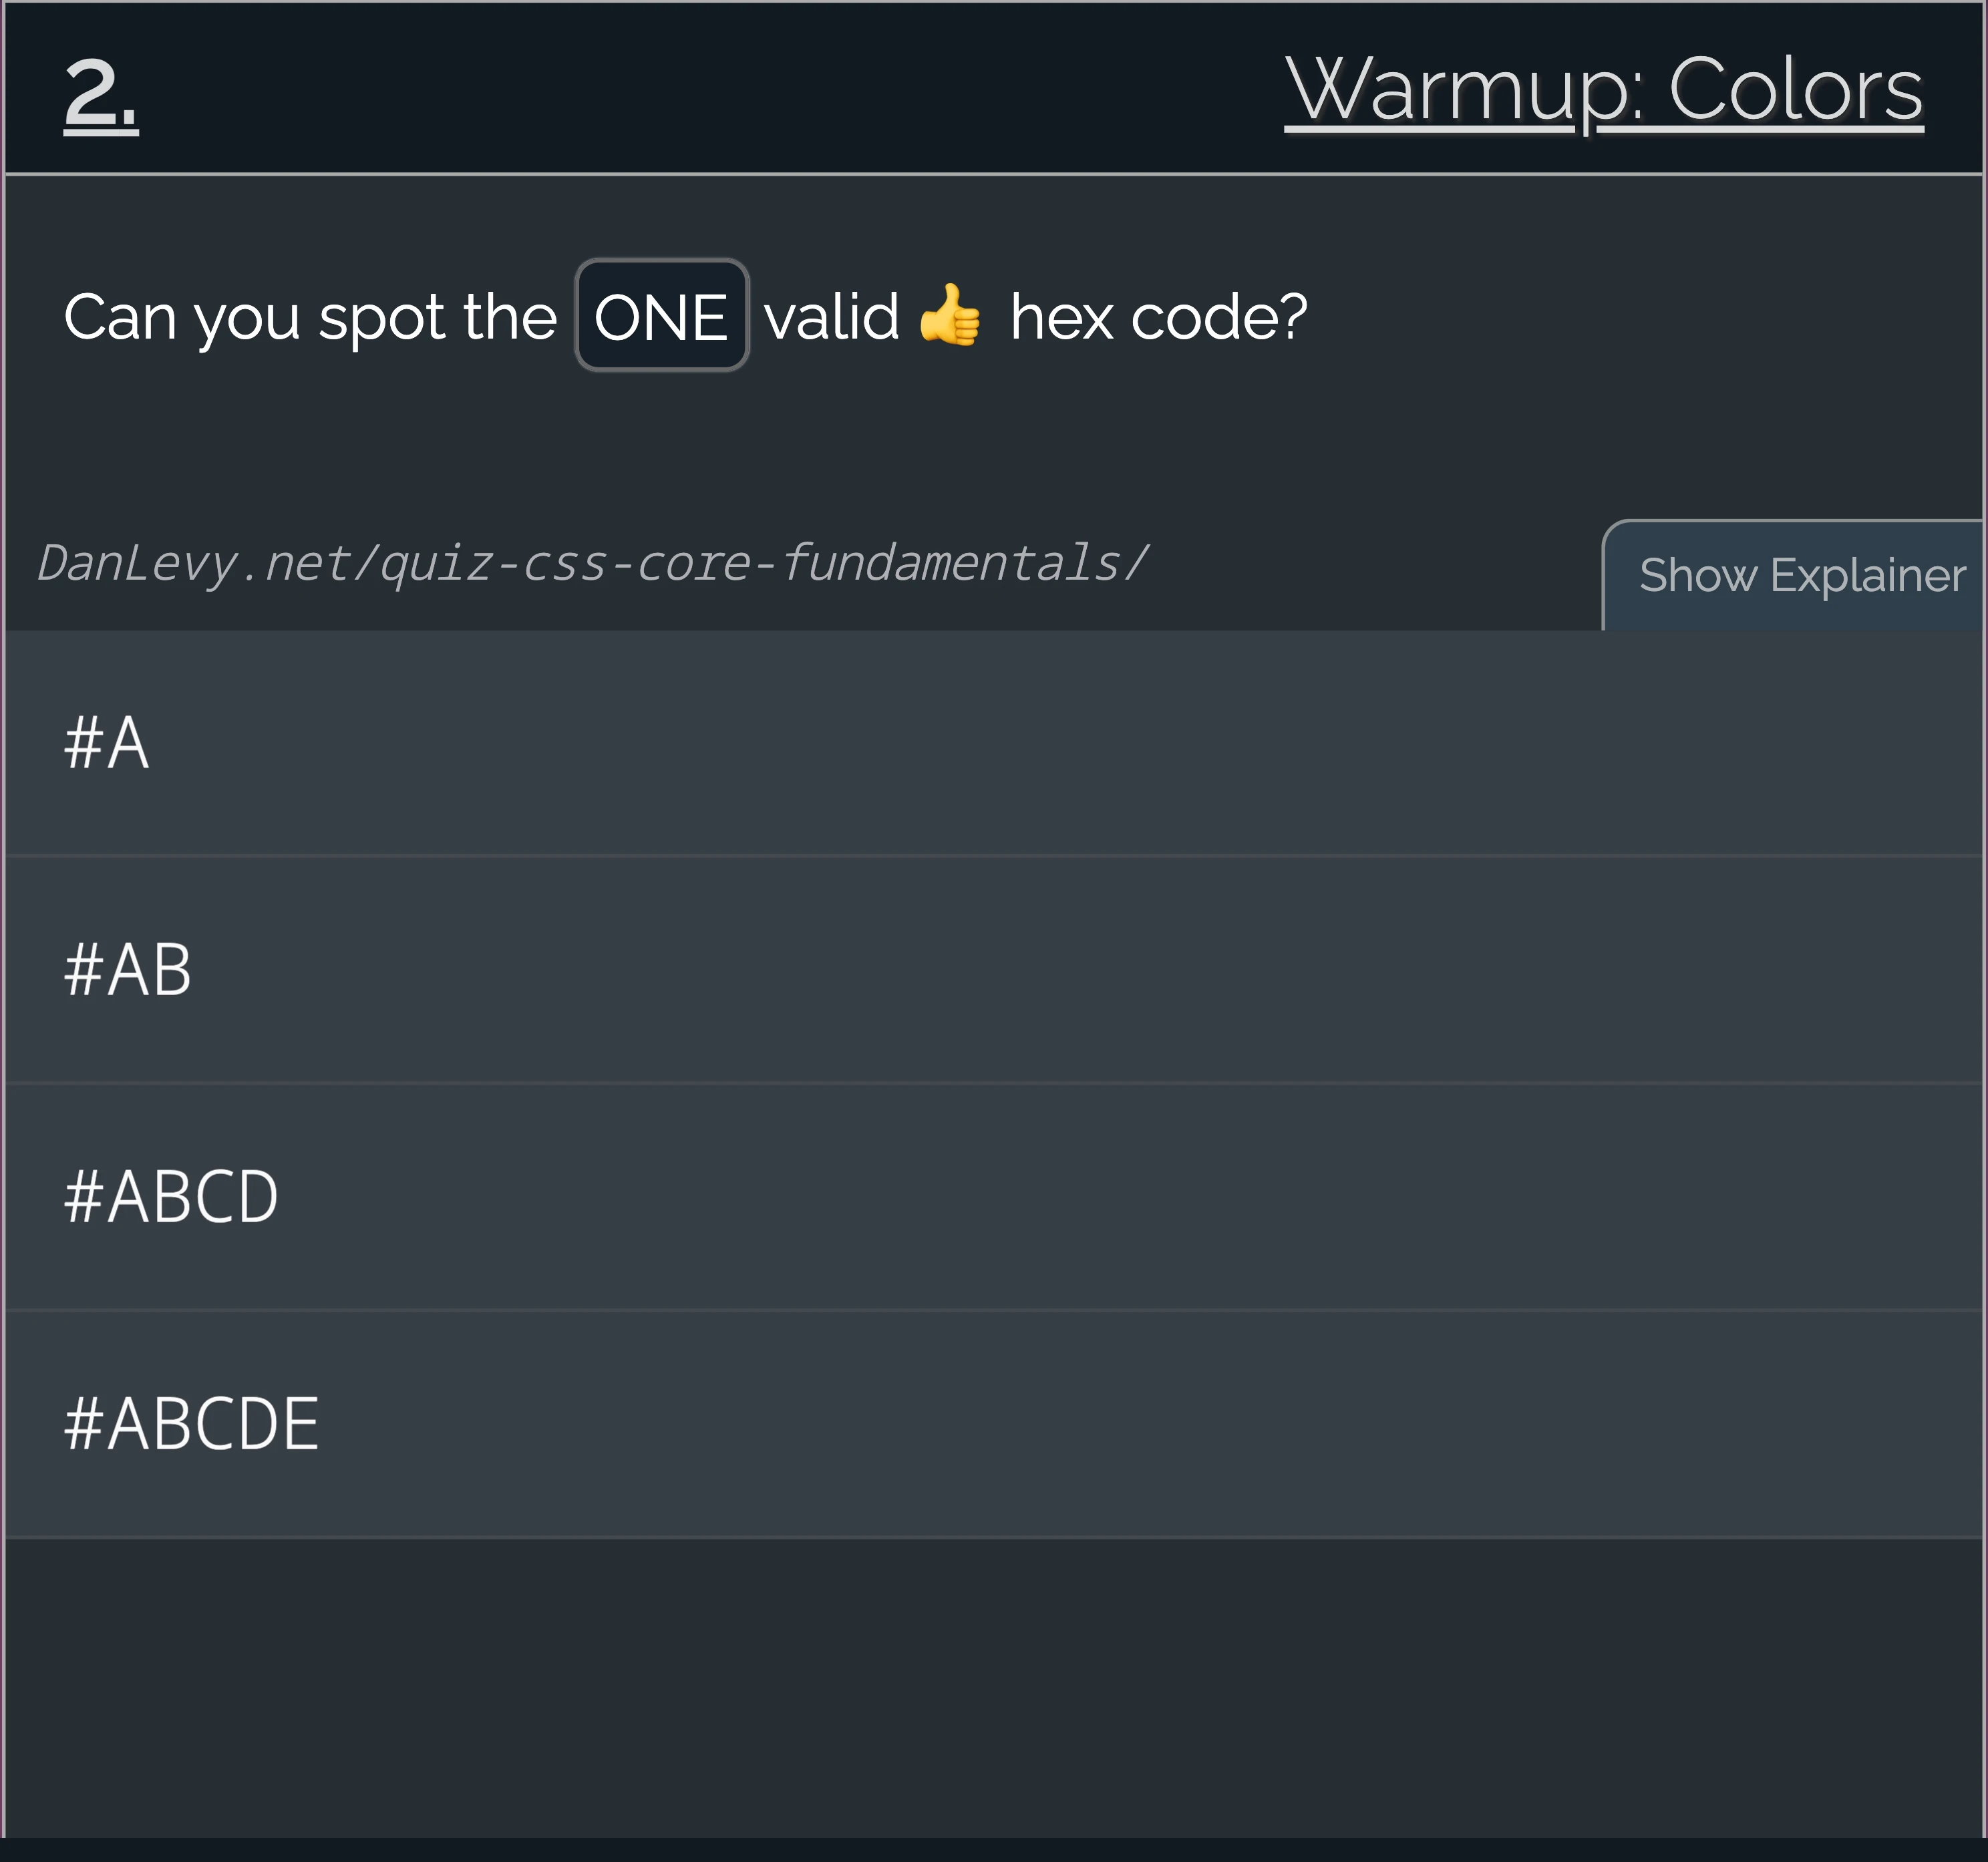 2.
Warmup: Colors
Can you spot the ONE valid 👍 hex code?
DanLevy.net/quiz-css-core-fundamentals/
Show Explainer
#A
#AB
#ABCD
#ABCDE